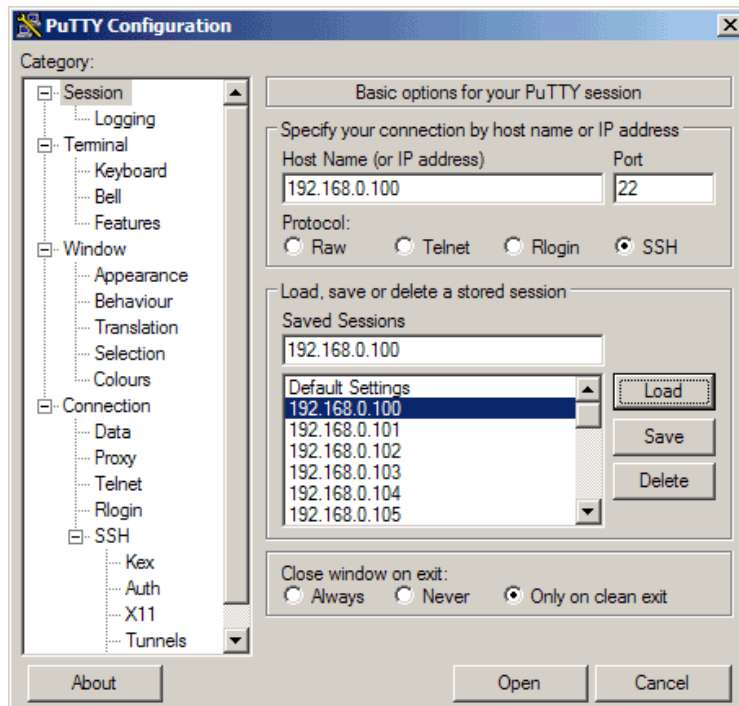 PuTTY Configuration
Category:
Session
Logging
Terminal
Keyboard
Bell
Features
Window
Appearance
Behaviour
Translation
Selection
Colours
Connection
Data
Proxy
Telnet
Rlogin
SSH
Kex
Auth
X11
Tunnels
Basic options for your PuTTY session
Specify your connection by host name or IP address
Host Name (or IP address) Port
192.168.0.100 22
Protocol:
Raw Telnet Rlogin SSH
Load, save or delete a stored session
Saved Sessions
192.168.0.100
Default Settings
192.168.0.100
192.168.0.101
192.168.0.102
192.168.0.103
192.168.0.104
192.168.0.105
Load
Save
Delete
Close window on exit:
Always Never Only on clean exit
About Open Cancel